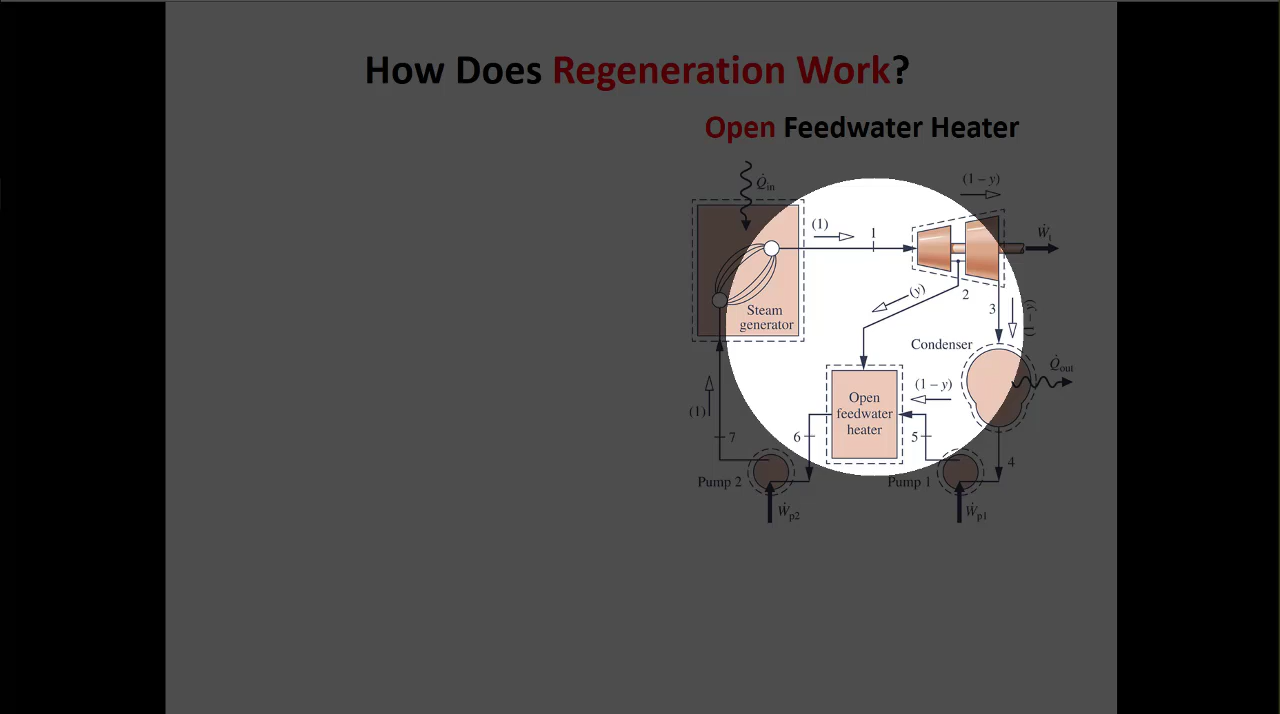 How Does Regeneration Work?
Open Feedwater Heater
(1 – y)
Q̇in
(1)
1
Ẇt
(y)
2
3
(1 – y)
Steam
generator
Condenser
Q̇out
(1 – y)
Open
feedwater
heater
(1)
7
6
5
4
Pump 2
Pump 1
Ẇp2
Ẇp1